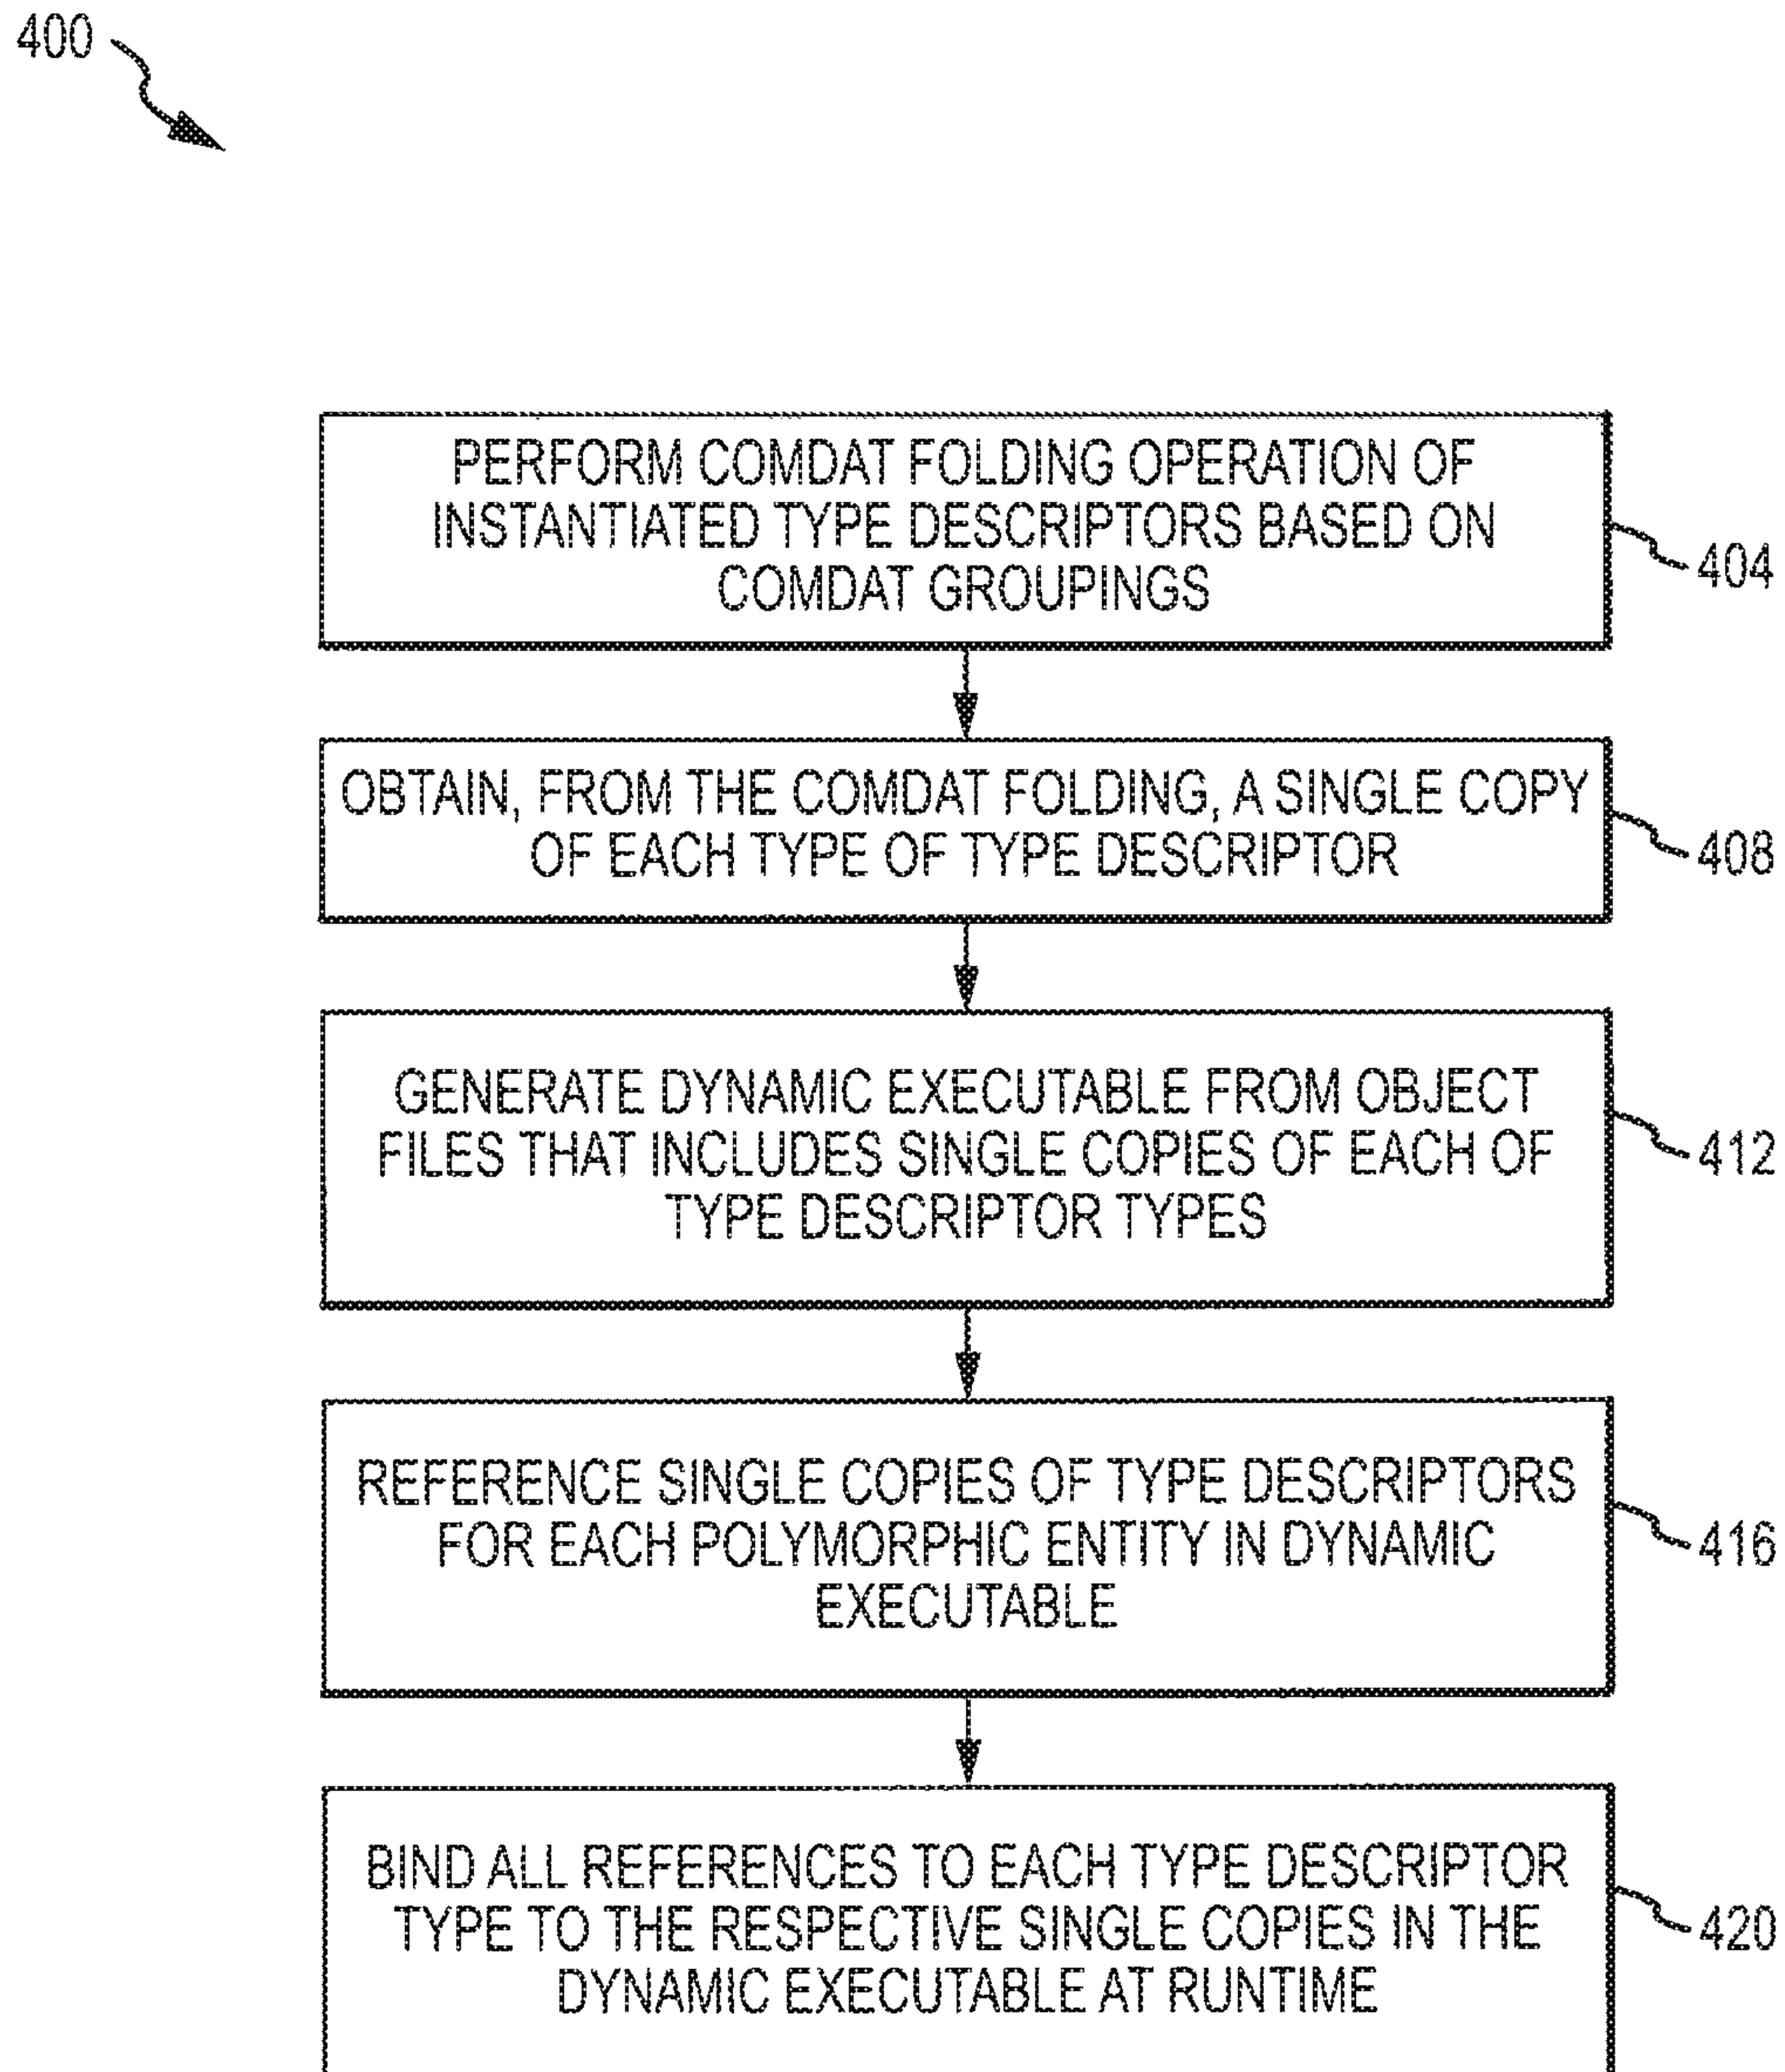 400
PERFORM COMDAT FOLDING OPERATION OF
INSTANTIATED TYPE DESCRIPTORS BASED ON
COMDAT GROUPINGS
404
OBTAIN, FROM THE COMDAT FOLDING, A SINGLE COPY
OF EACH TYPE OF TYPE DESCRIPTOR
408
GENERATE DYNAMIC EXECUTABLE FROM OBJECT
FILES THAT INCLUDES SINGLE COPIES OF EACH OF
TYPE DESCRIPTOR TYPES
412
REFERENCE SINGLE COPIES OF TYPE DESCRIPTORS
FOR EACH POLYMORPHIC ENTITY IN DYNAMIC
EXECUTABLE
416
BIND ALL REFERENCES TO EACH TYPE DESCRIPTOR
TYPE TO THE RESPECTIVE SINGLE COPIES IN THE
DYNAMIC EXECUTABLE AT RUNTIME
420